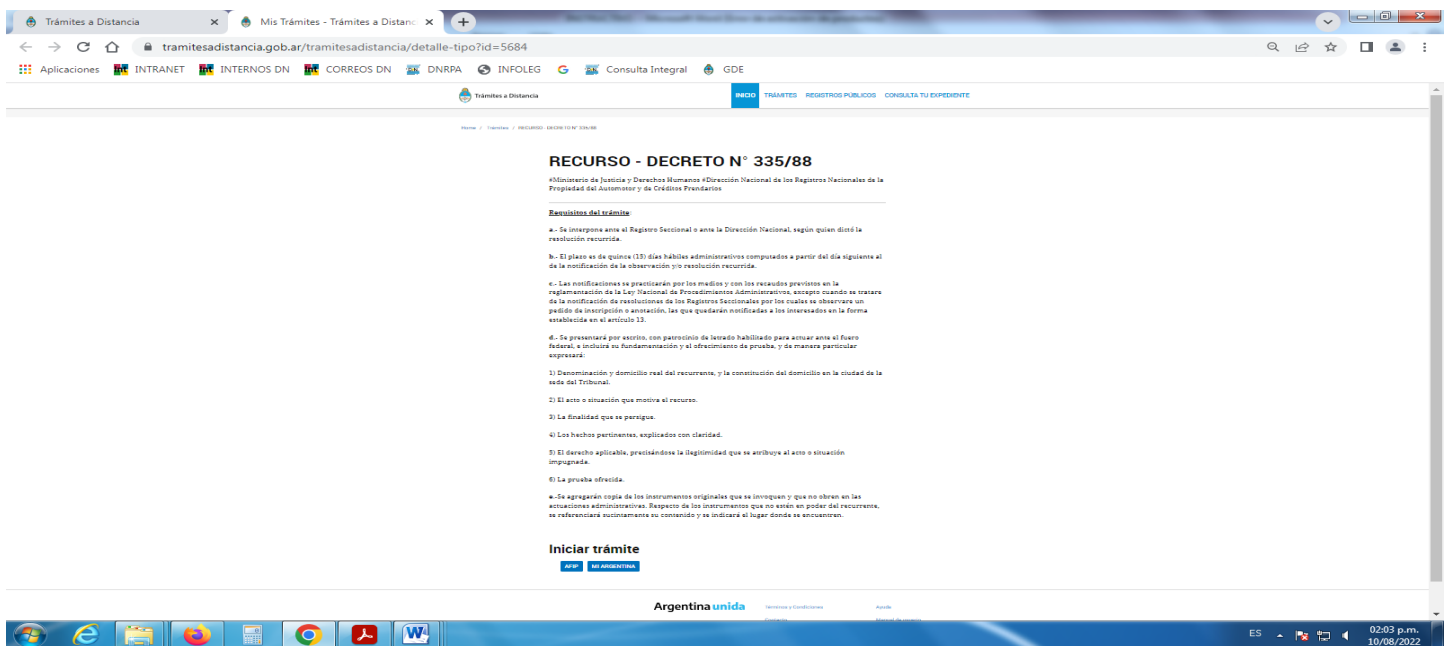 Trámites a Distancia
Mis Trámites - Trámites a Distanc
tramitesadistancia.gob.ar/tramitesadistancia/detalle-tipo?id=5684
Aplicaciones INTRANET INTERNOS DN CORREOS DN DNRPA INFOLEG Consulta Integral GDE
Trámites a Distancia INICIO TRÁMITES REGISTROS PÚBLICOS CONSULTA TU EXPEDIENTE
Home / Trámites / RECURSO - DECRETO N° 335/88
RECURSO - DECRETO N° 335/88
#Ministerio de Justicia y Derechos Humanos #Dirección Nacional de los Registros Nacionales de la
Propiedad del Automotor y de Créditos Prendarios
Requisitos del trámite:
a.- Se interpone ante el Registro Seccional o ante la Dirección Nacional, según quien dictó la
resolución recurrida.
b.- El plazo es de quince (15) días hábiles administrativos computados a partir del día siguiente al
de la notificación de la observación y/o resolución recurrida.
c.- Las notificaciones se practicarán por los medios y con los recaudos previstos en la
reglamentación de la Ley Nacional de Procedimientos Administrativos, excepto cuando se tratare
de la notificación de resoluciones de los Registros Seccionales por los cuales se observare un
pedido de inscripción o anotación, las que quedarán notificadas a los interesados en la forma
establecida en el artículo 13.
d.- Se presentará por escrito, con patrocinio de letrado habilitado para actuar ante el fuero
federal, e incluirá su fundamentación y el ofrecimiento de prueba, y de manera particular
expresará:
1) Denominación y domicilio real del recurrente, y la constitución del domicilio en la ciudad de la
sede del Tribunal.
2) El acto o situación que motiva el recurso.
3) La finalidad que se persigue.
4) Los hechos pertinentes, explicados con claridad.
5) El derecho aplicable, precisándose la ilegitimidad que se atribuye al acto o situación
impugnada.
6) La prueba ofrecida.
e.-Se agregarán copia de los instrumentos originales que se invoquen y que no obren en las
actuaciones administrativas. Respecto de los instrumentos que no estén en poder del recurrente,
se referenciará sucintamente su contenido y se indicará el lugar donde se encuentren.
Iniciar trámite
AFIP MI ARGENTINA
Argentina unida Términos y Condiciones Ayuda
ES 02:03 p.m.
10/08/2022